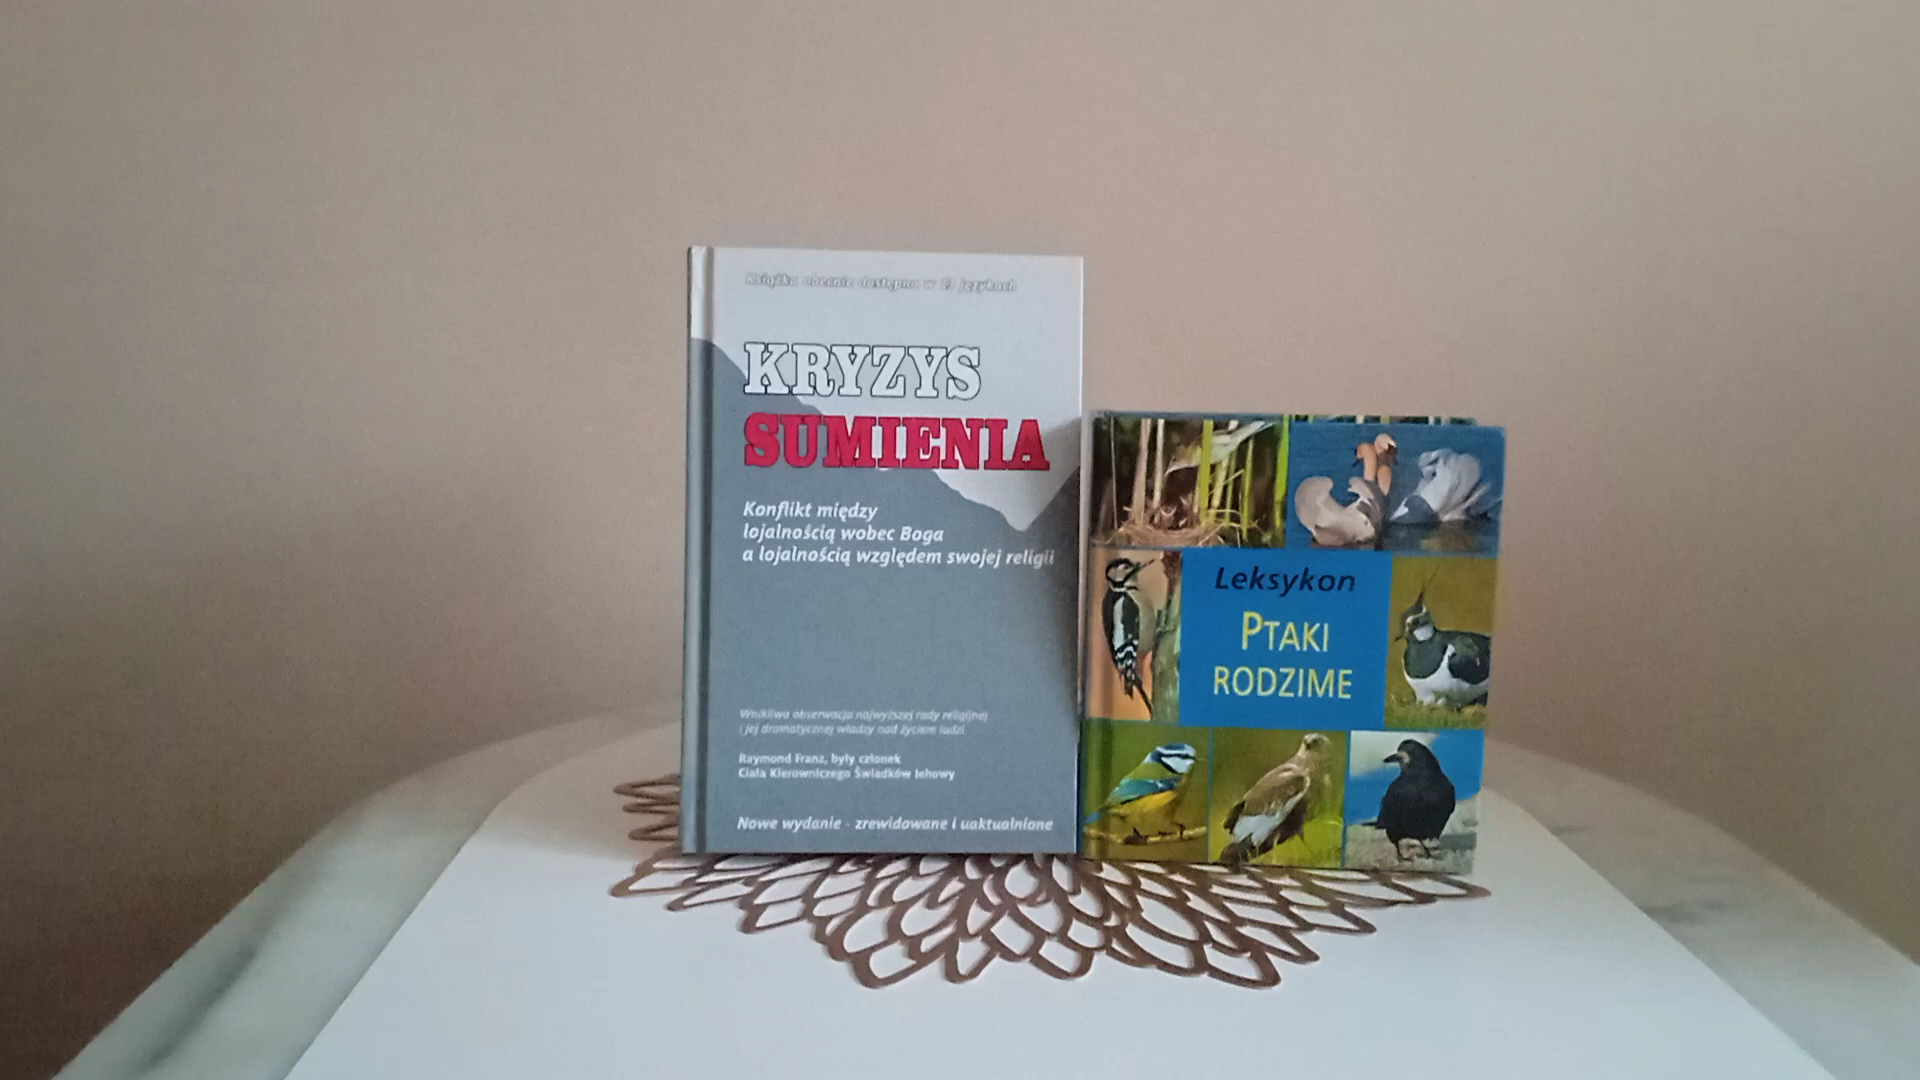 Książka obecnie dostępna w 13 językach
KRYZYS
SUMIENIA
Konflikt między
lojalnością wobec Boga
a lojalnością względem swojej religii
Wnikliwa obserwacja najwyższej rady religijnej
i jej dramatycznej władzy nad życiem ludzi
Raymond Franz, były członek
Ciała Kierowniczego Świadków Jehowy
Nowe wydanie - zrewidowane i uaktualnione
Leksykon
PTAKI
RODZIME